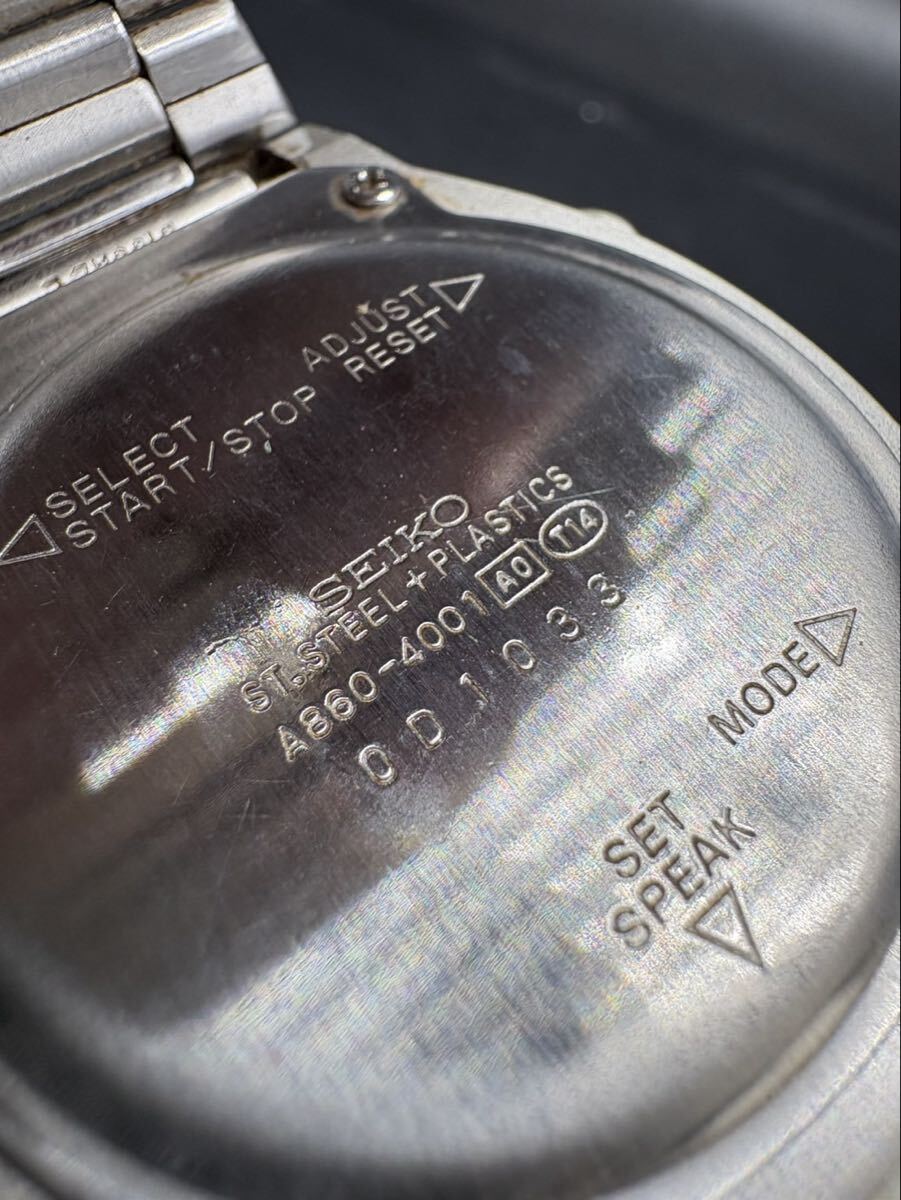 ADJUST
SELECT
START/STOP RESET
SEIKO
ST.STEEL+PLASTICS
A860-4001 A0 T14
0D1033
MODE
SET
SPEAK